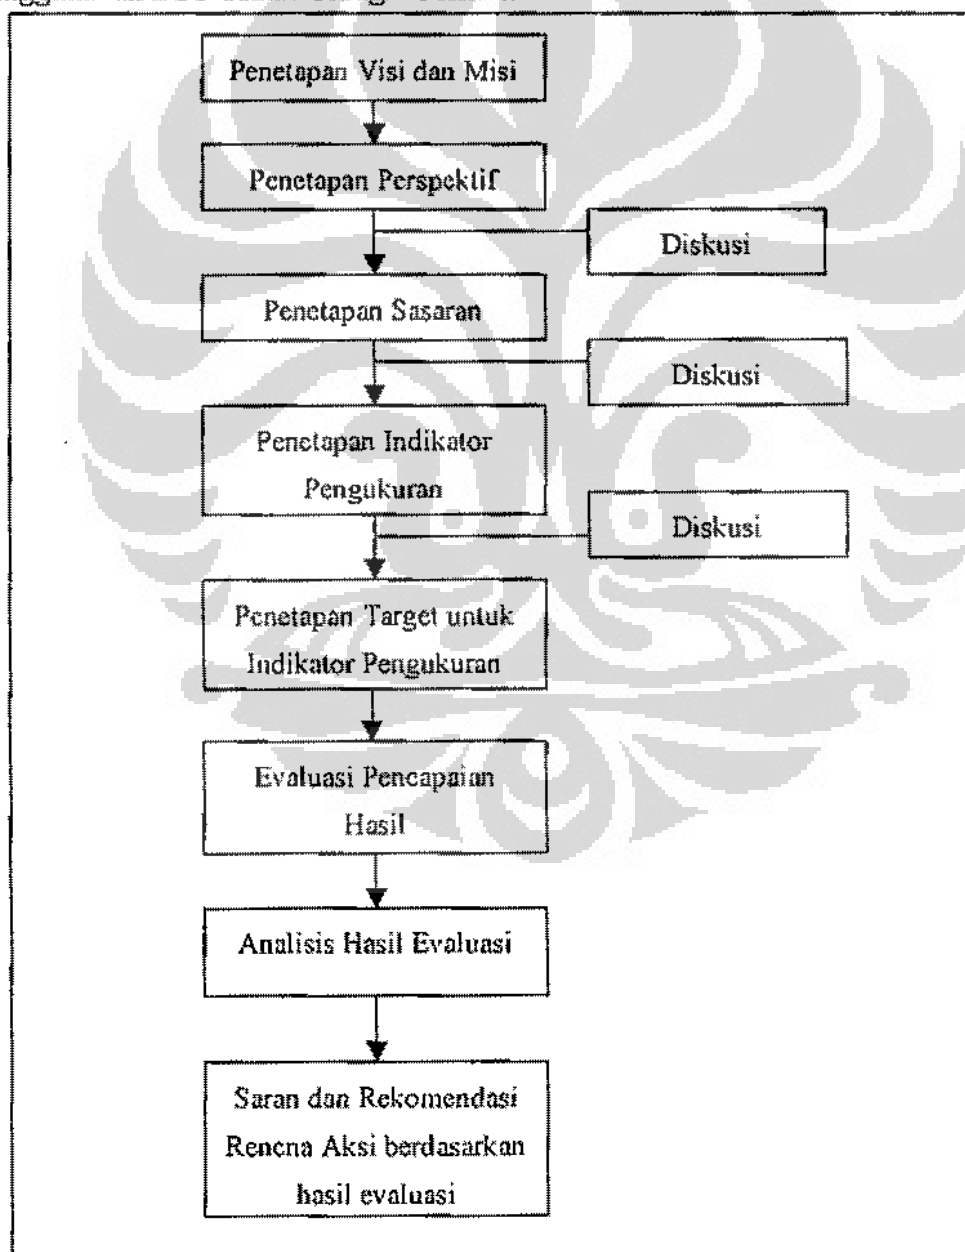 Penetapan Visi dan Misi
Penetapan Perspektif
Diskusi
Penetapan Sasaran
Diskusi
Penetapan Indikator
Pengukuran
Diskusi
Penetapan Target untuk
Indikator Pengukuran
Evaluasi Pencapaian
Hasil
Analisis Hasil Evaluasi
Saran dan Rekomendasi
Rencna Aksi berdasarkan
hasil evaluasi